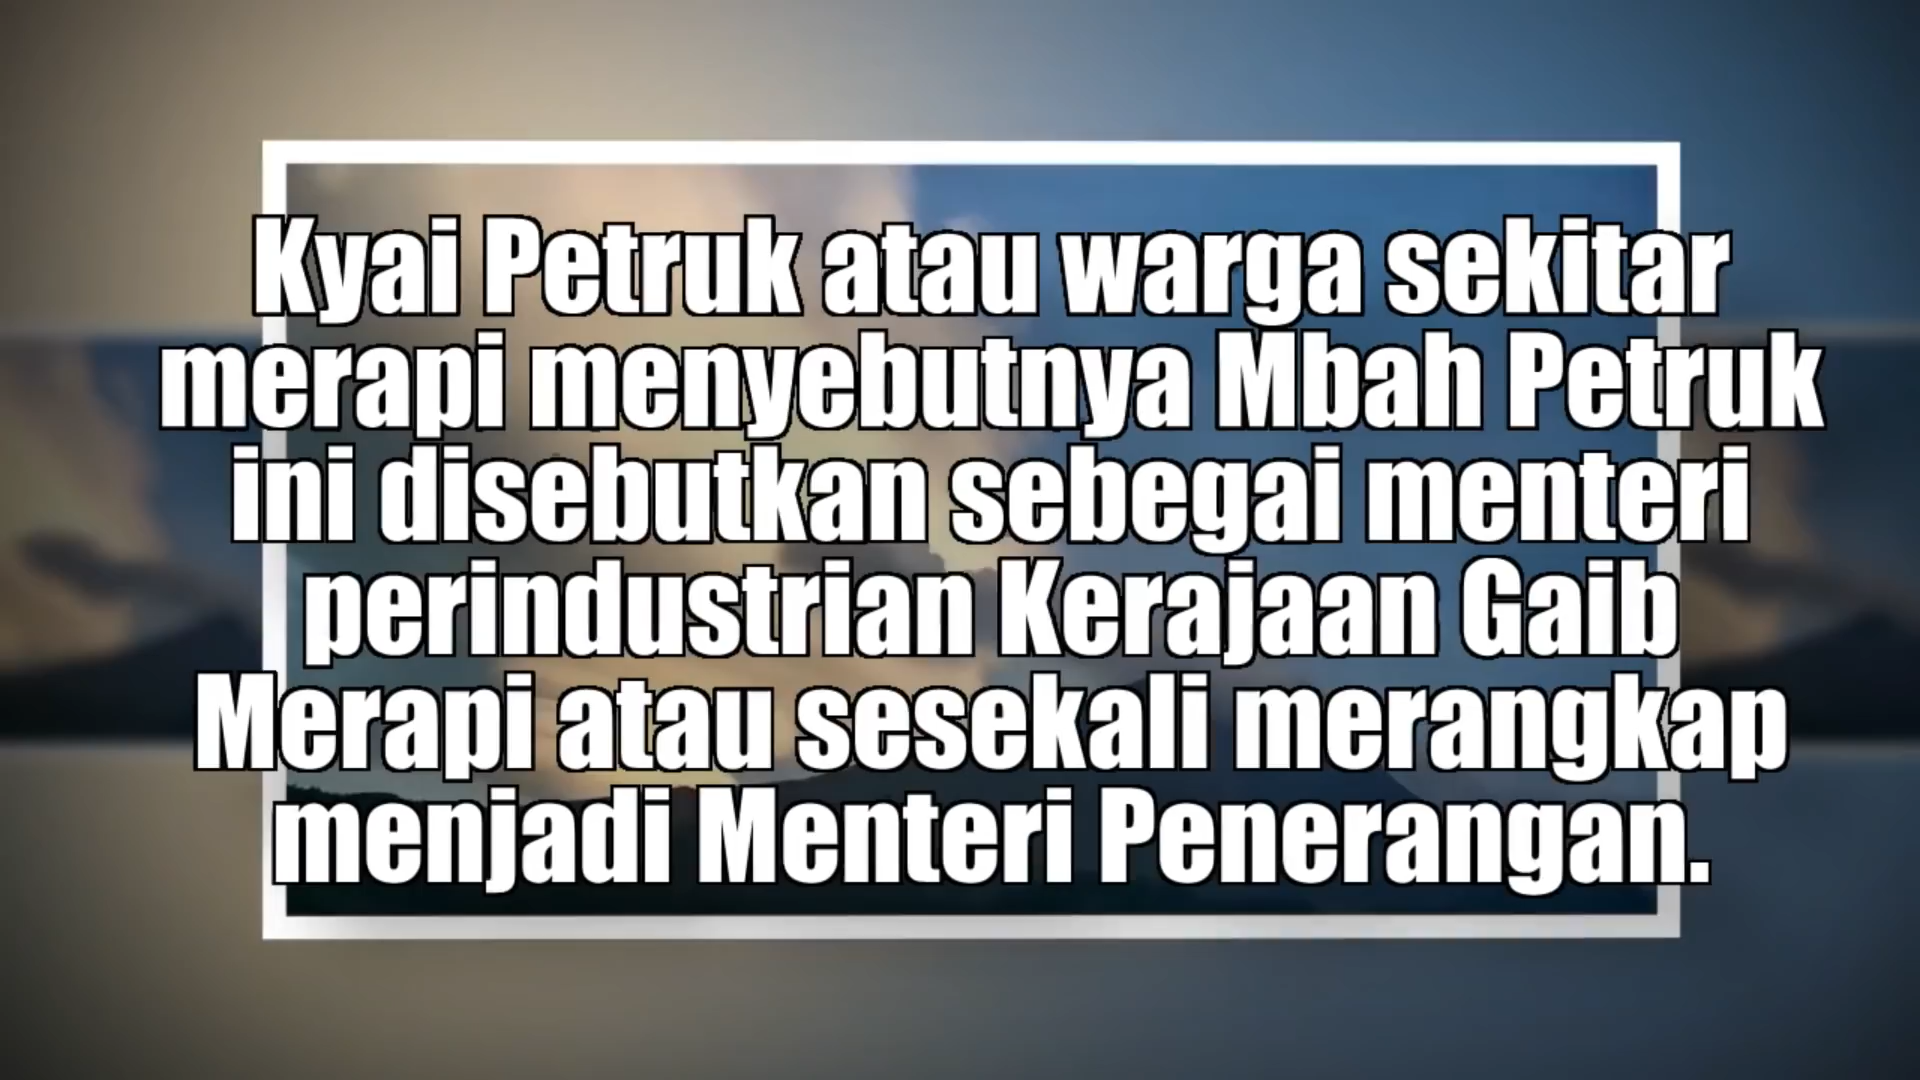 Kyai Petruk atau warga sekitar
merapi menyebutnya Mbah Petruk
ini disebutkan sebegai menteri
perindustrian Kerajaan Gaib
Merapi atau sesekali merangkap
menjadi Menteri Penerangan.